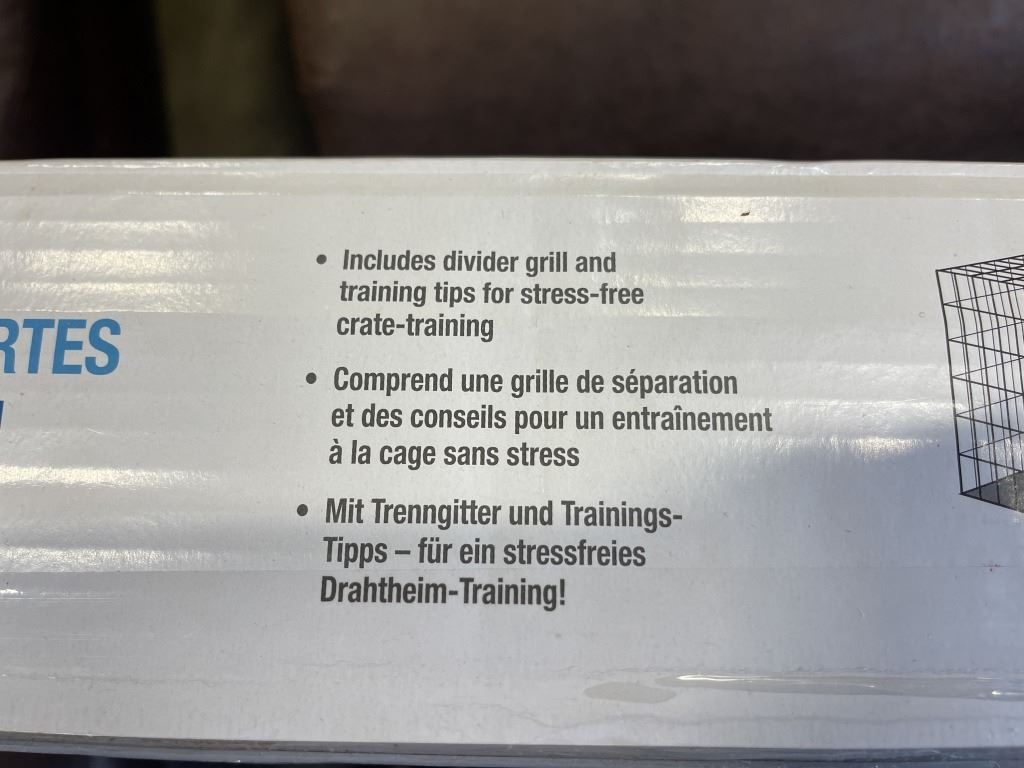 RTES
• Includes divider grill and
training tips for stress-free
crate-training
• Comprend une grille de séparation
et des conseils pour un entraînement
à la cage sans stress
• Mit Trenngitter und Trainings-
Tipps – für ein stressfreies
Drahtheim-Training!